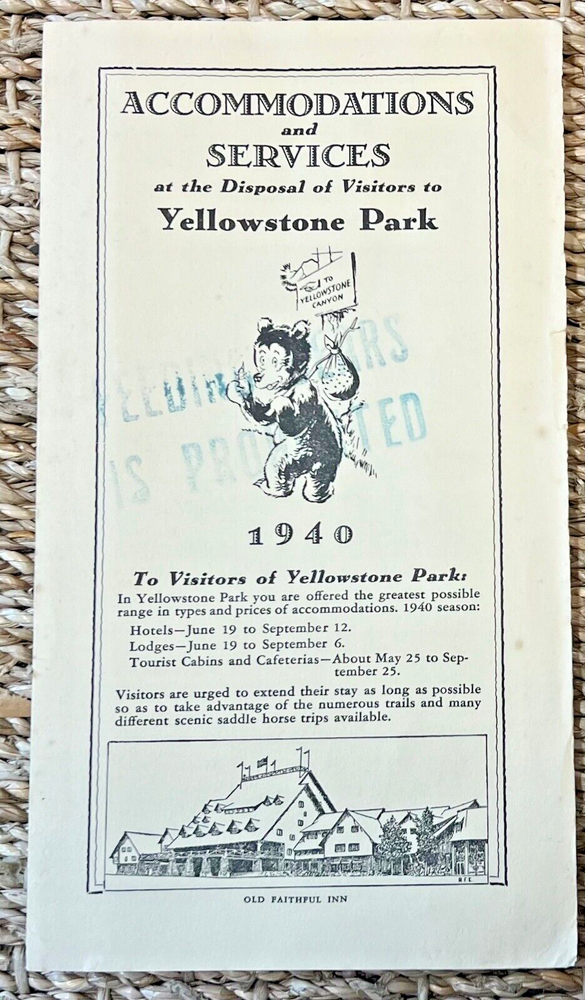 ACCOMMODATIONS
and
SERVICES
at the Disposal of Visitors to
Yellowstone Park
TO
YELLOWSTONE
CANYON
FEEDING BEARS
IS PROHIBITED
1940
To Visitors of Yellowstone Park:
In Yellowstone Park you are offered the greatest possible
range in types and prices of accommodations. 1940 season:
Hotels—June 19 to September 12.
Lodges—June 19 to September 6.
Tourist Cabins and Cafeterias—About May 25 to Sep-
tember 25.
Visitors are urged to extend their stay as long as possible
so as to take advantage of the numerous trails and many
different scenic saddle horse trips available.
OLD FAITHFUL INN